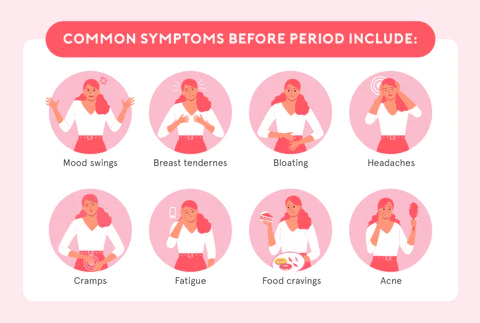 COMMON SYMPTOMS BEFORE PERIOD INCLUDE:
Mood swings
Breast tendernes
Bloating
Headaches
Cramps
Fatigue
Food cravings
Acne